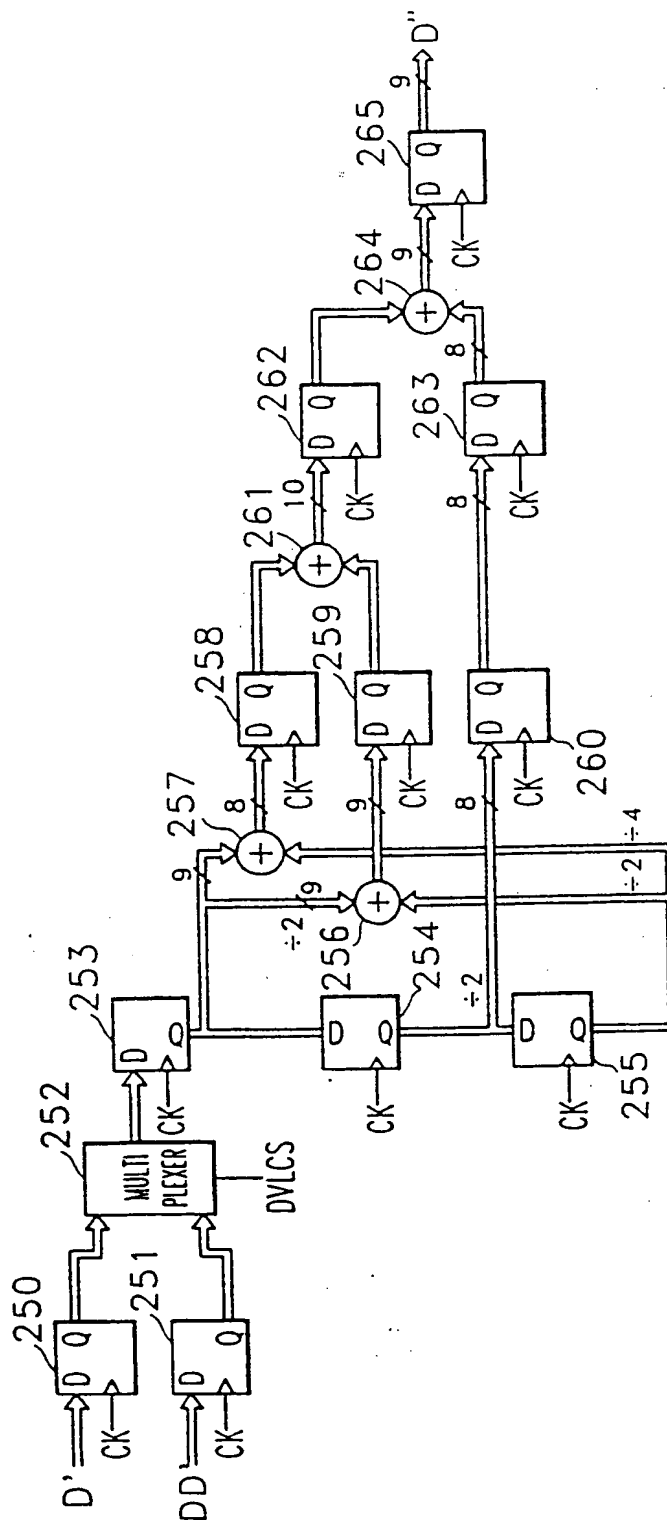 D'
250
D Q
CK
DD'
251
D Q
CK
252
MULTI
PLEXER
DVLCS
253
D
Q
CK
9
÷2
9
257
8
256
9
254
D
Q
CK
÷2
8
D
Q
CK
255
÷2
÷4
258
D Q
CK
259
D Q
CK
D Q
CK
260
261
10
262
D Q
CK
8
263
D Q
CK
8
264
9
265
D Q
CK
9
D"